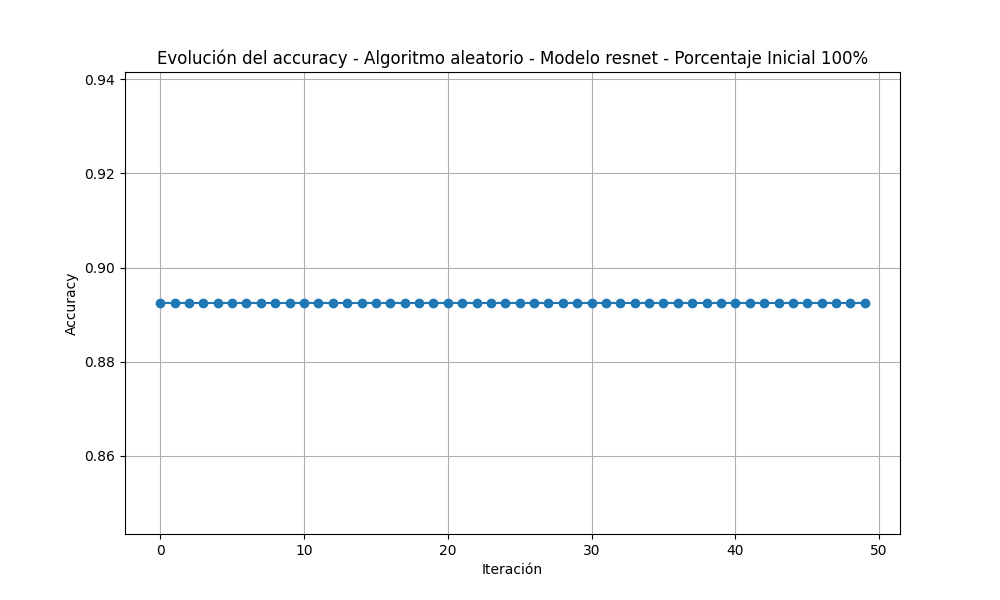 Evolución del accuracy - Algoritmo aleatorio - Modelo resnet - Porcentaje Inicial 100%
0.94
0.92
0.90
0.88
0.86
Accuracy
0 10 20 30 40 50
Iteración